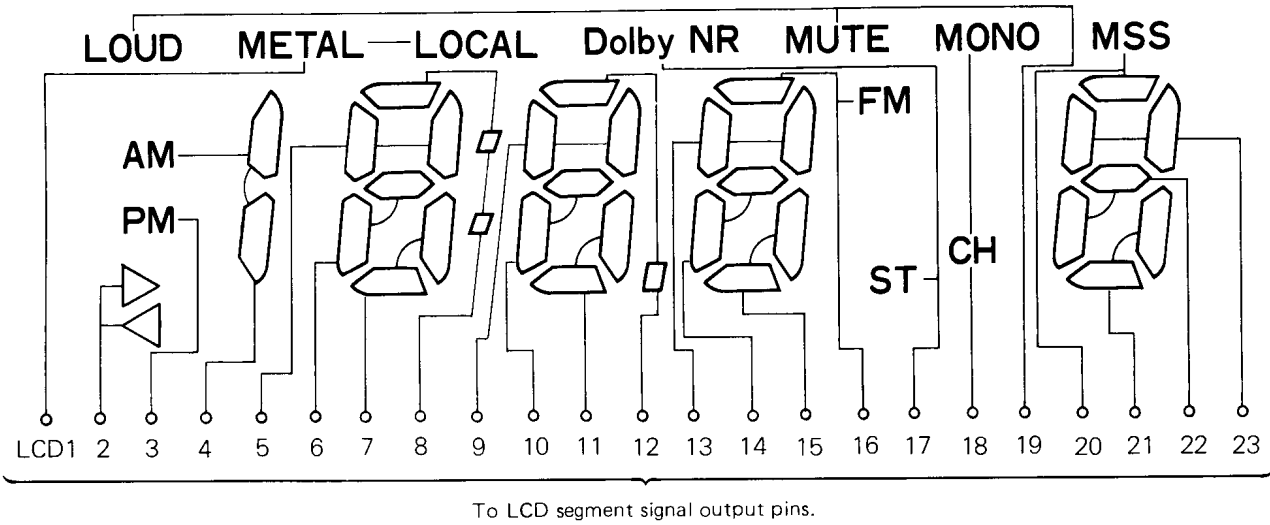 LOUD METAL LOCAL Dolby NR MUTE MONO MSS
FM
AM
PM
CH
ST
LCD1 2 3 4 5 6 7 8 9 10 11 12 13 14 15 16 17 18 19 20 21 22 23
To LCD segment signal output pins.